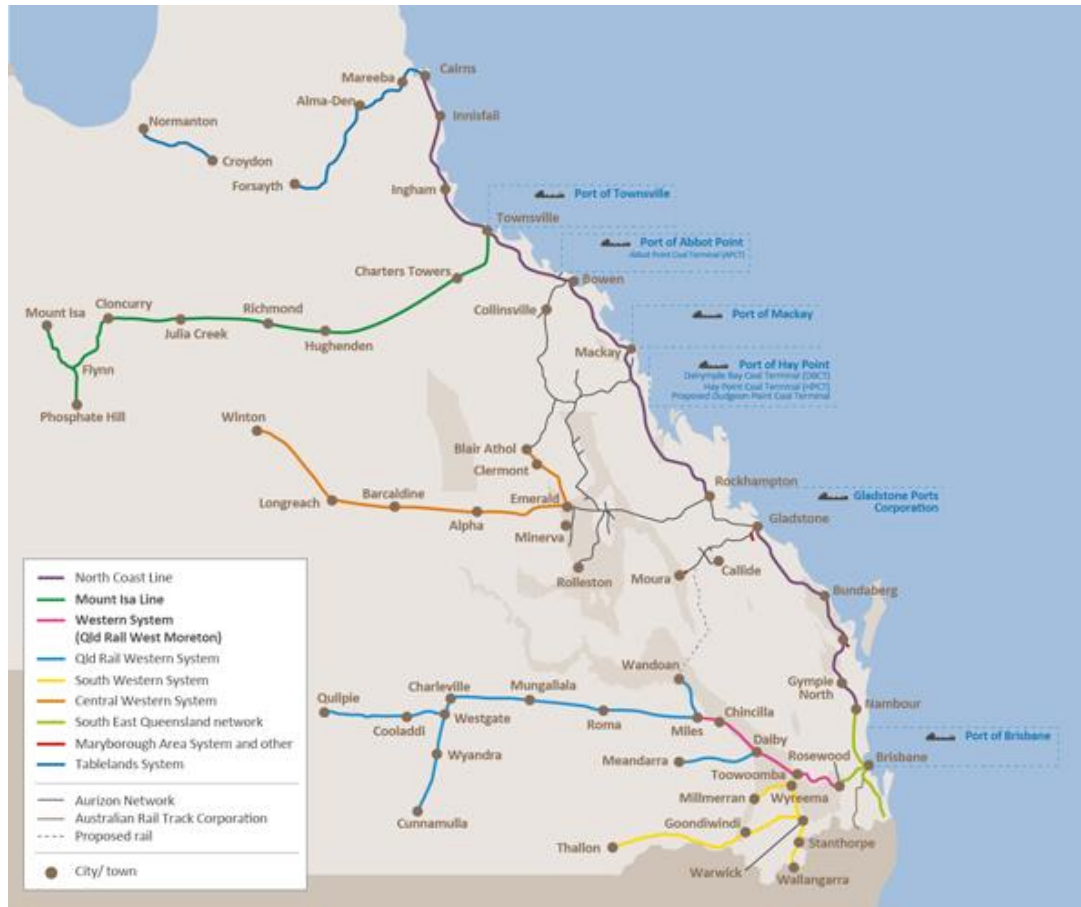 Cairns
Mareeba
Alma-Den
Innisfail
Normanton
Croydon
Forsayth
Ingham
Port of Townsville
Townsville
Port of Abbot Point
Abbot Point Coal Terminal (APCT)
Charters Towers
Bowen
Collinsville
Mount Isa
Cloncurry
Richmond
Julia Creek
Hughenden
Port of Mackay
Mackay
Flynn
Port of Hay Point
Dalrymple Bay Coal Terminal (DBCT)
Hay Point Coal Terminal (HPCT)
Proposed Dudgeon Point Coal Terminal
Phosphate Hill
Winton
Blair Athol
Clermont
Rockhampton
Longreach
Barcaldine
Emerald
Gladstone Ports
Corporation
Alpha
Minerva
Gladstone
Rolleston
Moura
Callide
Bundaberg
North Coast Line
Mount Isa Line
Western System
(Qld Rail West Moreton)
Qld Rail Western System
South Western System
Central Western System
South East Queensland network
Maryborough Area System and other
Tablelands System
Aurizon Network
Australian Rail Track Corporation
Proposed rail
City/ town
Wandoan
Gympie
North
Nambour
Quilpie
Charleville
Mungallala
Cooladdi
Westgate
Roma
Miles
Chincilla
Dalby
Rosewood
Port of Brisbane
Brisbane
Wyandra
Meandarra
Toowoomba
Millmerran
Wyreema
Cunnamulla
Goondiwindi
Thallon
Stanthorpe
Warwick
Wallangarra